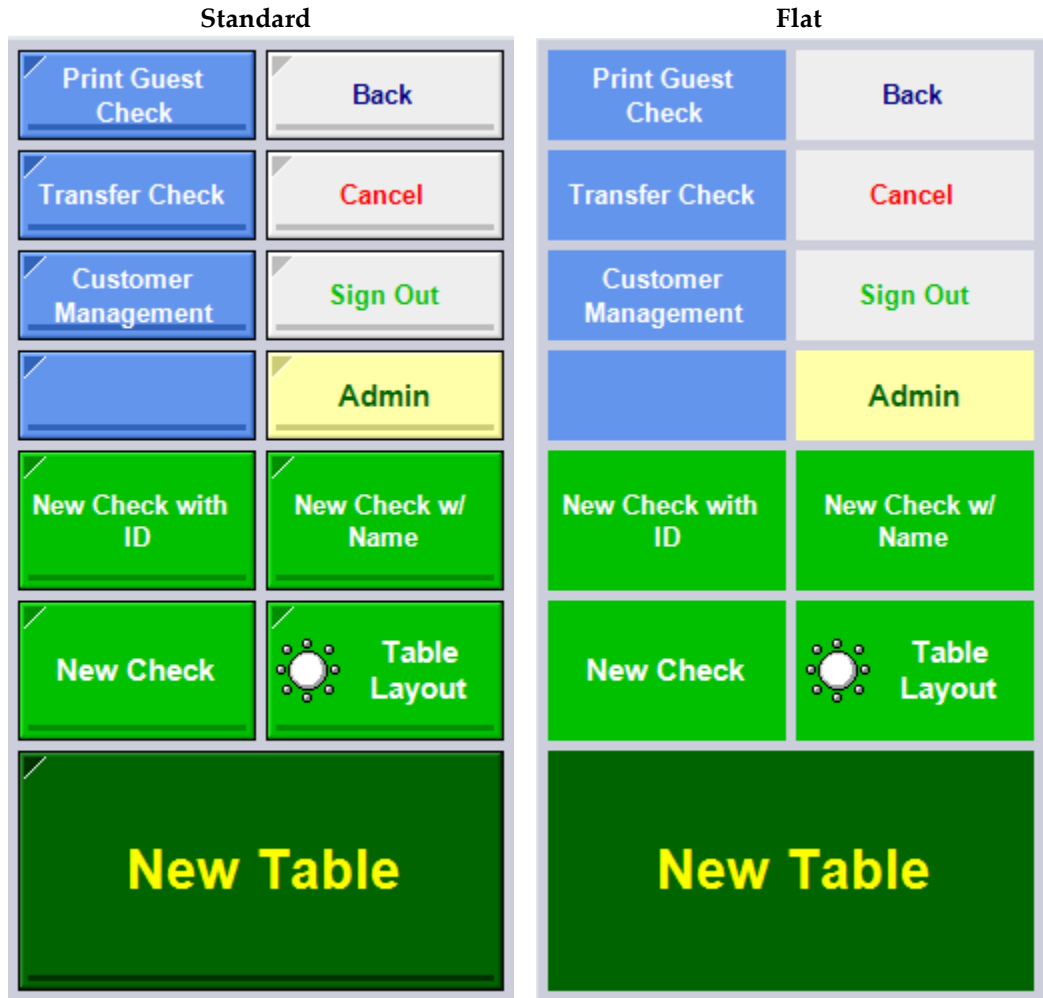 Standard
Flat
Print Guest
Check
Back
Transfer Check
Cancel
Customer
Management
Sign Out
Admin
New Check with
ID
New Check w/
Name
New Check
Table
Layout
New Table
Print Guest
Check
Back
Transfer Check
Cancel
Customer
Management
Sign Out
Admin
New Check with
ID
New Check w/
Name
New Check
Table
Layout
New Table